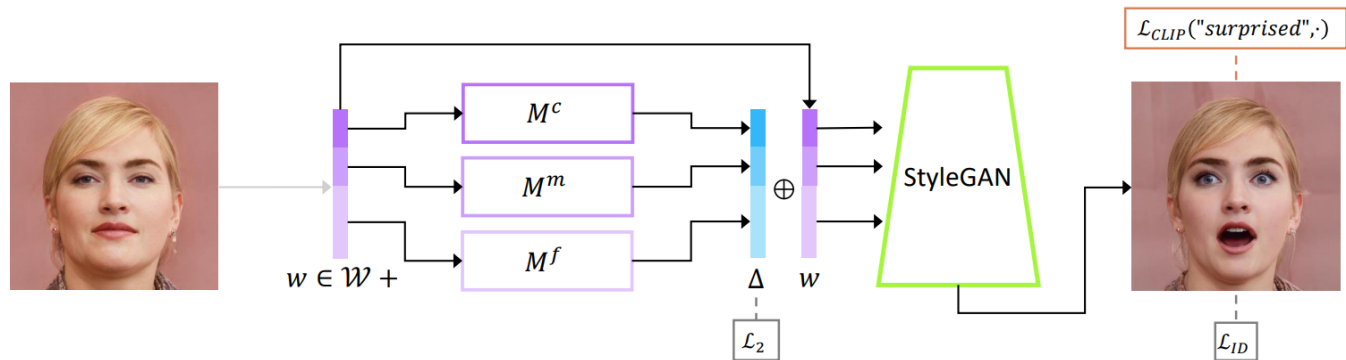 ℒ_CLIP("surprised",·)
M^c
M^m
StyleGAN
⊕
M^f
w ∈ 𝒲 +
Δ
w
ℒ_2
ℒ_ID